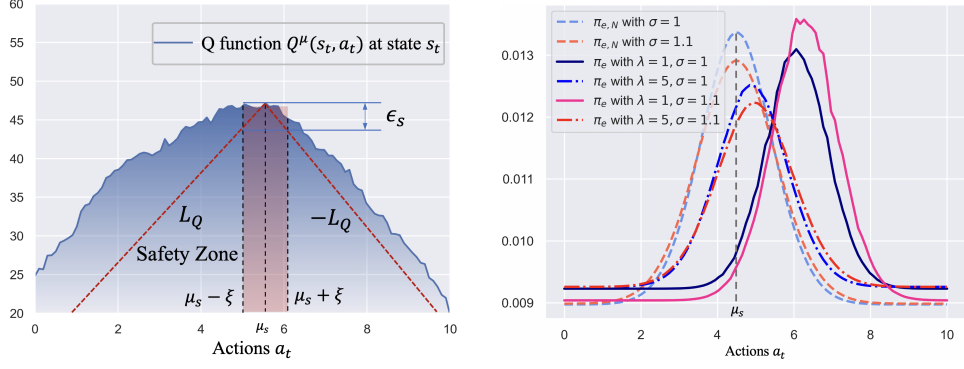 60
55
50
45
40
35
30
25
20
Q function Q^μ(s_t, a_t) at state s_t
ϵ_s
L_Q
−L_Q
Safety Zone
μ_s − ξ
μ_s + ξ
0
2
4
μ_s
6
8
10
Actions a_t
0.013
0.012
0.011
0.010
0.009
π_{e,N} with σ = 1
π_{e,N} with σ = 1.1
π_e with λ = 1, σ = 1
π_e with λ = 5, σ = 1
π_e with λ = 1, σ = 1.1
π_e with λ = 5, σ = 1.1
μ_s
0
2
4
6
8
10
Actions a_t